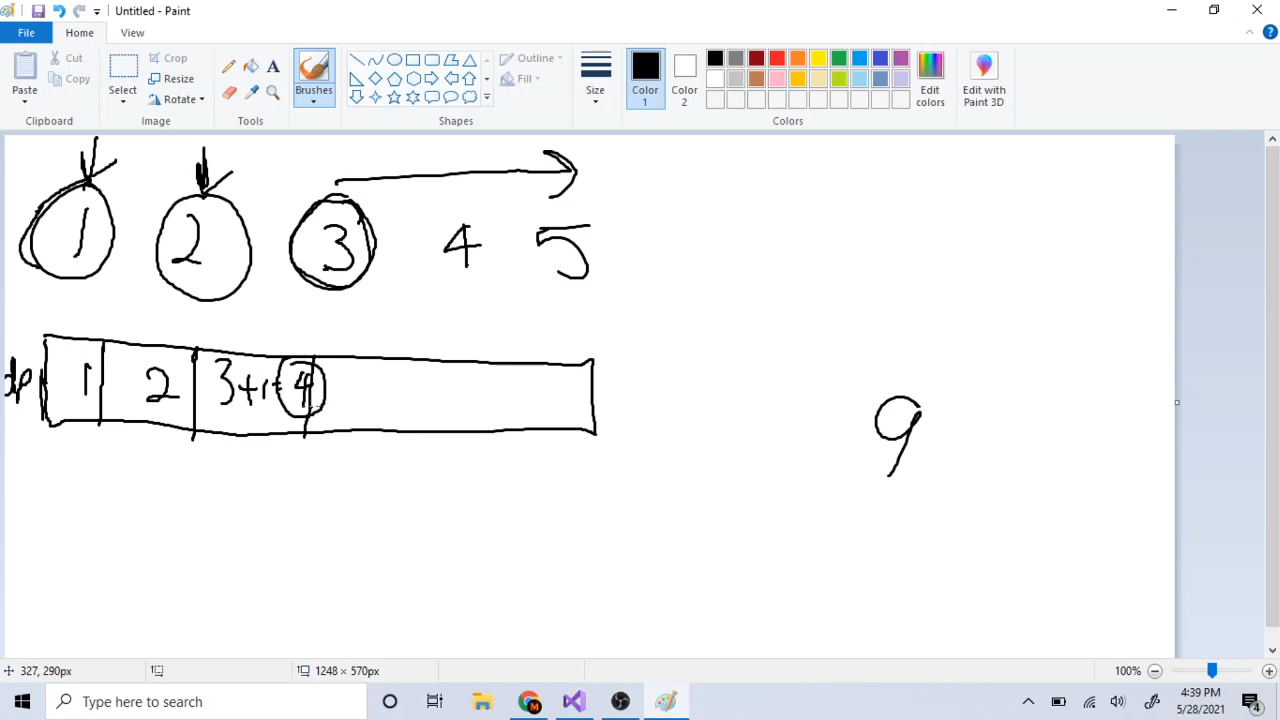 Untitled - Paint
File Home View
Paste
Cut
Copy
Clipboard
Select
Crop
Resize
Rotate
Image
A
Tools
Brushes
Outline
Fill
Shapes
Size
Color 1
Color 2
Edit colors
Colors
Edit with Paint 3D
1 2 3 4 5
dp 1 2 3+1=4
9
327, 290px
1248 × 570px
100%
Type here to search
M
4:39 PM
5/28/2021
4